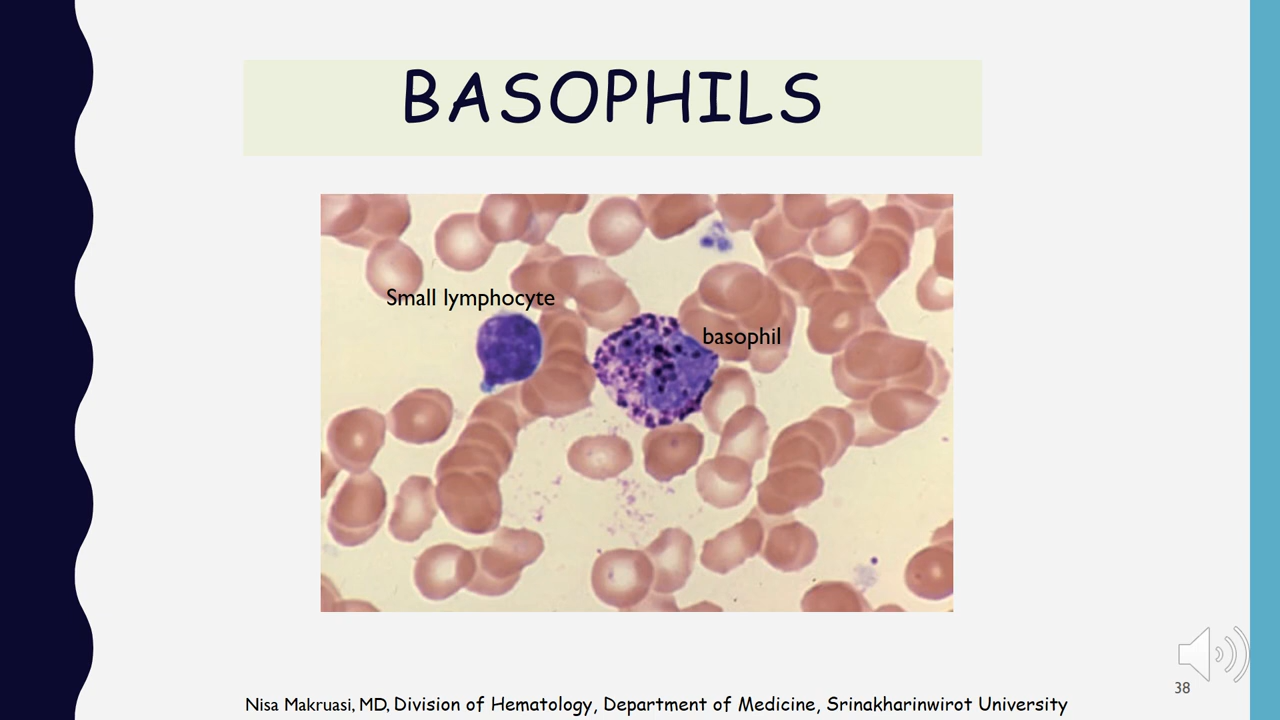 BASOPHILS
Small lymphocyte
basophil
38
Nisa Makruasi, MD, Division of Hematology, Department of Medicine, Srinakharinwirot University